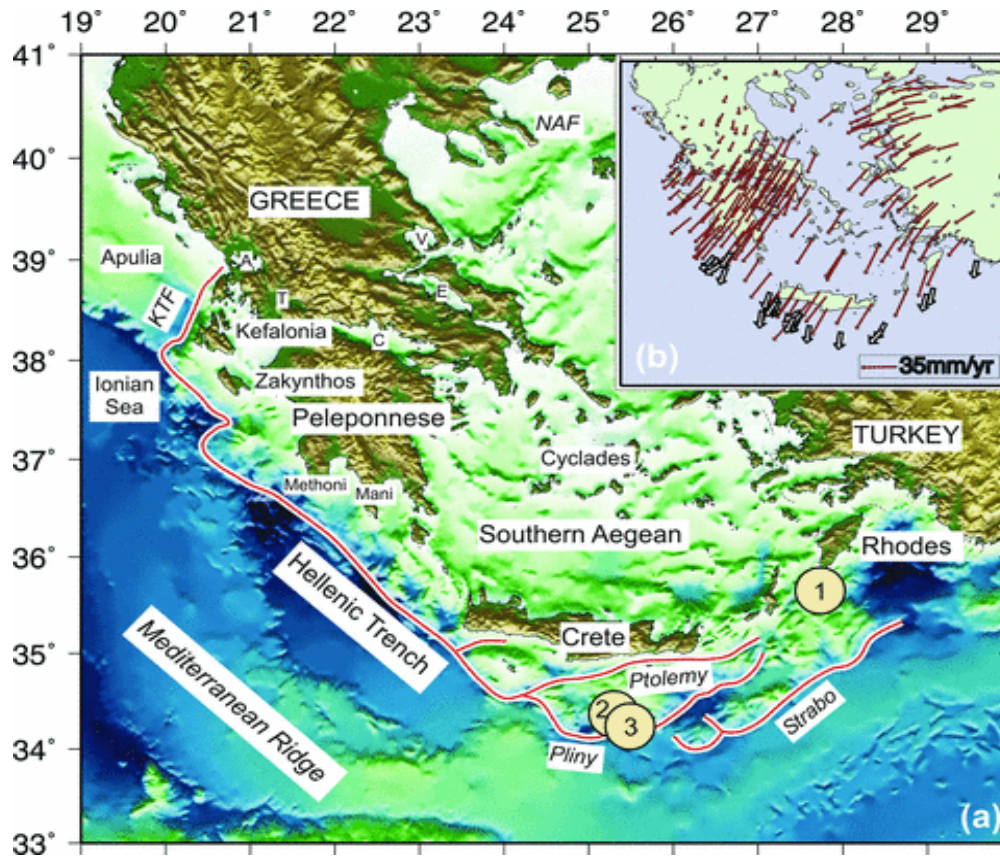 19° 20° 21° 22° 23° 24° 25° 26° 27° 28° 29°
41°
40°
39°
38°
37°
36°
35°
34°
33°
NAF
GREECE
V
Apulia
A
E
T
KTF
Kefalonia
C
Ionian
Sea
Zakynthos
Peleponnese
(b)
35mm/yr
TURKEY
Cyclades
Methoni
Mani
Southern Aegean
Rhodes
1
Hellenic Trench
Crete
Ptolemy
Mediterranean Ridge
2
3
Strabo
Pliny
(a)